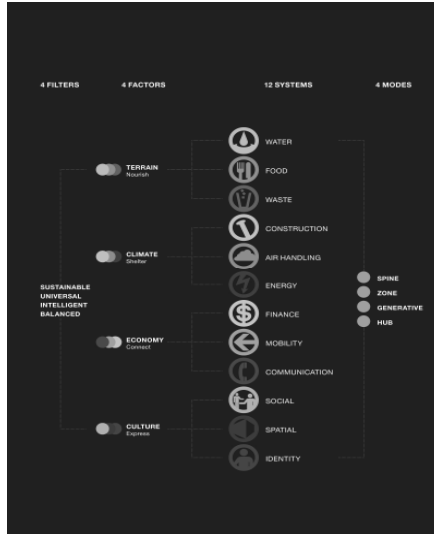 4 FILTERS
4 FACTORS
12 SYSTEMS
4 MODES
WATER
TERRAIN
Nourish
FOOD
WASTE
CONSTRUCTION
CLIMATE
Shelter
AIR HANDLING
ENERGY
SUSTAINABLE
UNIVERSAL
INTELLIGENT
BALANCED
SPINE
ZONE
GENERATIVE
HUB
$
FINANCE
ECONOMY
Connect
MOBILITY
COMMUNICATION
SOCIAL
CULTURE
Express
SPATIAL
IDENTITY